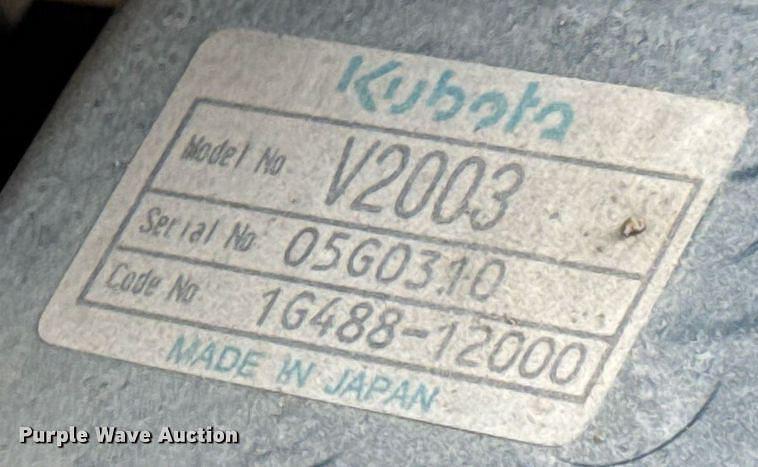 Kubota
Model No V2003
Serial No 05G0310
Code No 1G488-12000
MADE IN JAPAN
Purple Wave Auction